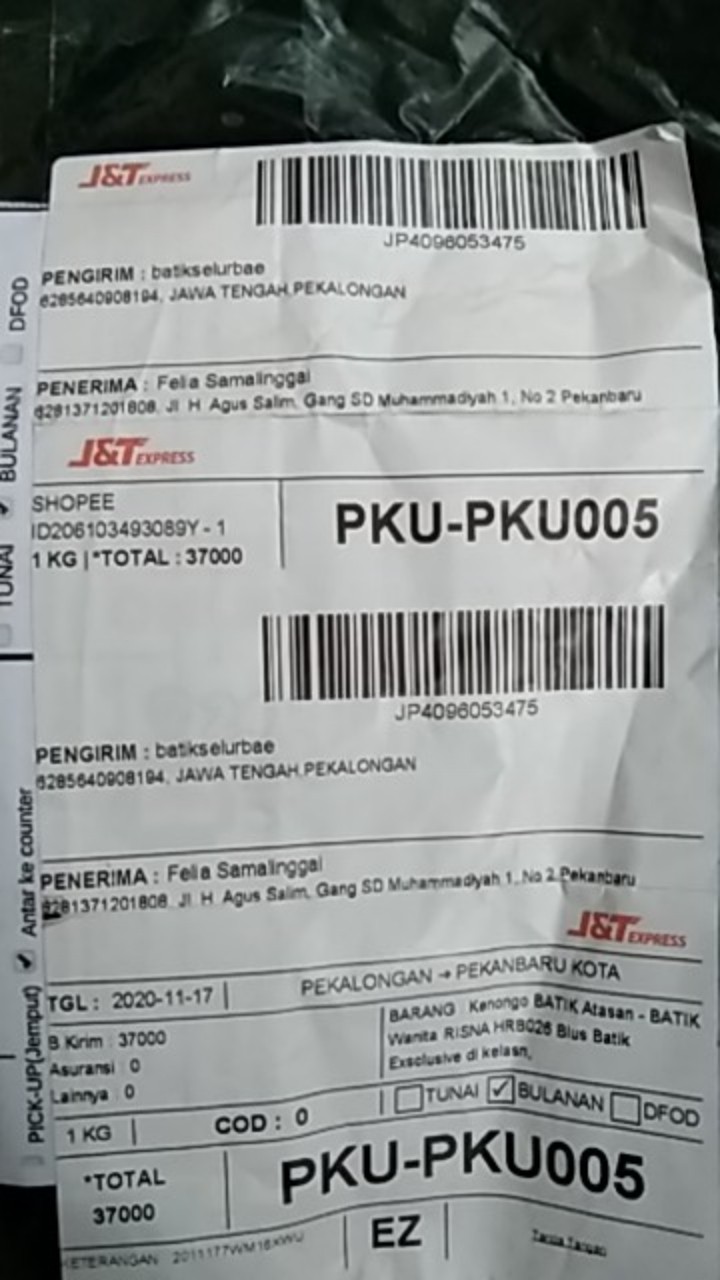 J&T EXPRESS
JP4096053475
PENGIRIM : batikselurbae
6285640908194, JAWA TENGAH,PEKALONGAN
PENERIMA : Felia Samalinggai
6281371201808, Jl H Agus Salim, Gang SD Muhammadiyah 1, No 2 Pekanbaru
J&T EXPRESS
SHOPEE
ID206103493089Y - 1
1 KG | *TOTAL : 37000
PKU-PKU005
JP4096053475
PENGIRIM : batikselurbae
6285640908194, JAWA TENGAH,PEKALONGAN
PENERIMA : Felia Samalinggai
6281371201808, Jl H Agus Salim, Gang SD Muhammadiyah 1, No 2 Pekanbaru
J&T EXPRESS
TGL : 2020-11-17 |
PEKALONGAN → PEKANBARU KOTA
B Kirim : 37000
Asuransi : 0
Lainnya : 0
BARANG : Kenongo BATIK Atasan - BATIK
Wanita RISNA HRB026 Blus Batik
Exsclusive di kelasn,
1 KG |
COD : 0
TUNAI ✓ BULANAN DFOD
*TOTAL
37000
PKU-PKU005
KETERANGAN : 2011177WM16XWU
EZ
Tanda Tangan
TUNAI ✓ BULANAN DFOD
PICK-UP(Jemput) ✓ Antar ke counter